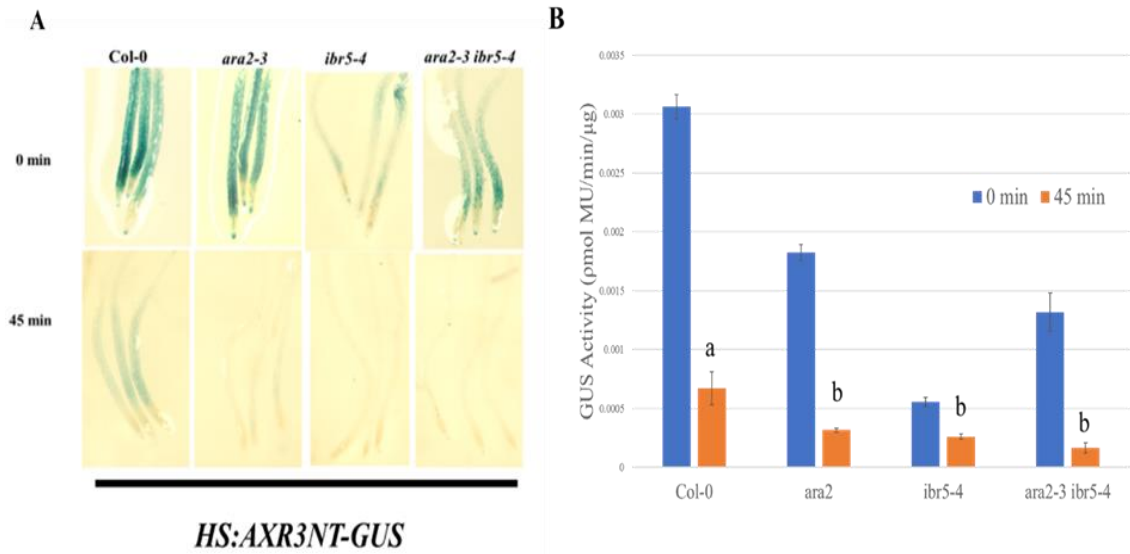 A
Col-0 ara2-3 ibr5-4 ara2-3 ibr5-4
0 min
45 min
HS:AXR3NT-GUS
B
GUS Activity (ρmol MU/min/μg)
0.0035
0.003
0.0025
0.002
0.0015
0.001
0.0005
0
0 min 45 min
a
b
b
b
Col-0 ara2 ibr5-4 ara2-3 ibr5-4